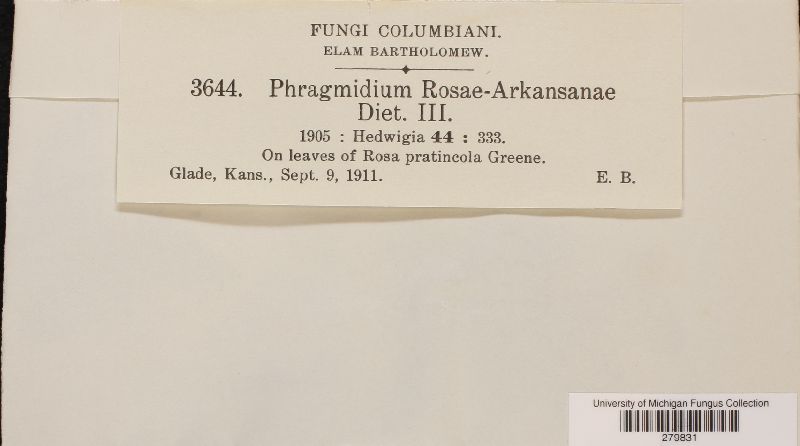 FUNGI COLUMBIANI.
ELAM BARTHOLOMEW.
3644. Phragmidium Rosae-Arkansanae
Diet. III.
1905 : Hedwigia 44 : 333.
On leaves of Rosa pratincola Greene.
Glade, Kans., Sept. 9, 1911. E. B.
University of Michigan Fungus Collection
279831